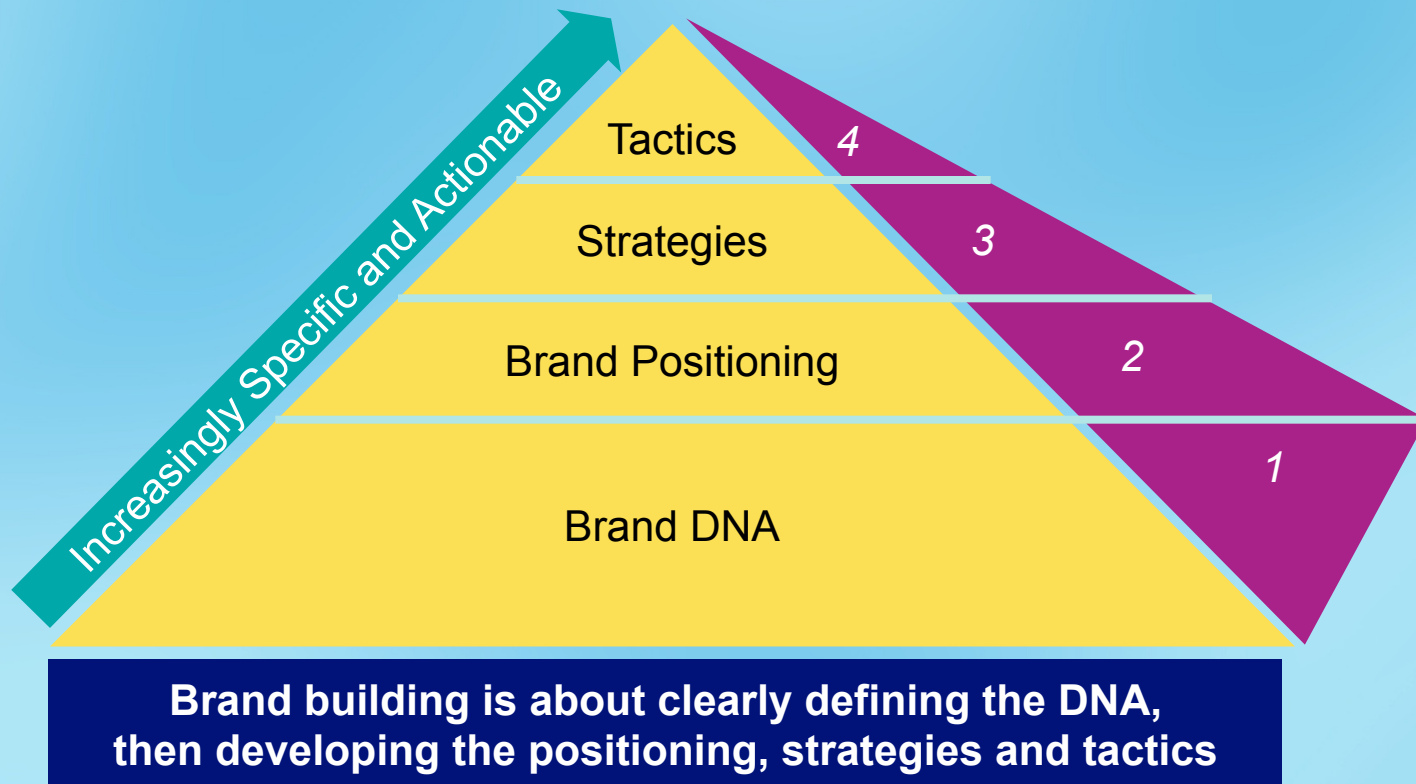 Increasingly Specific and Actionable
Tactics
4
Strategies
3
Brand Positioning
2
Brand DNA
1
Brand building is about clearly defining the DNA,
then developing the positioning, strategies and tactics